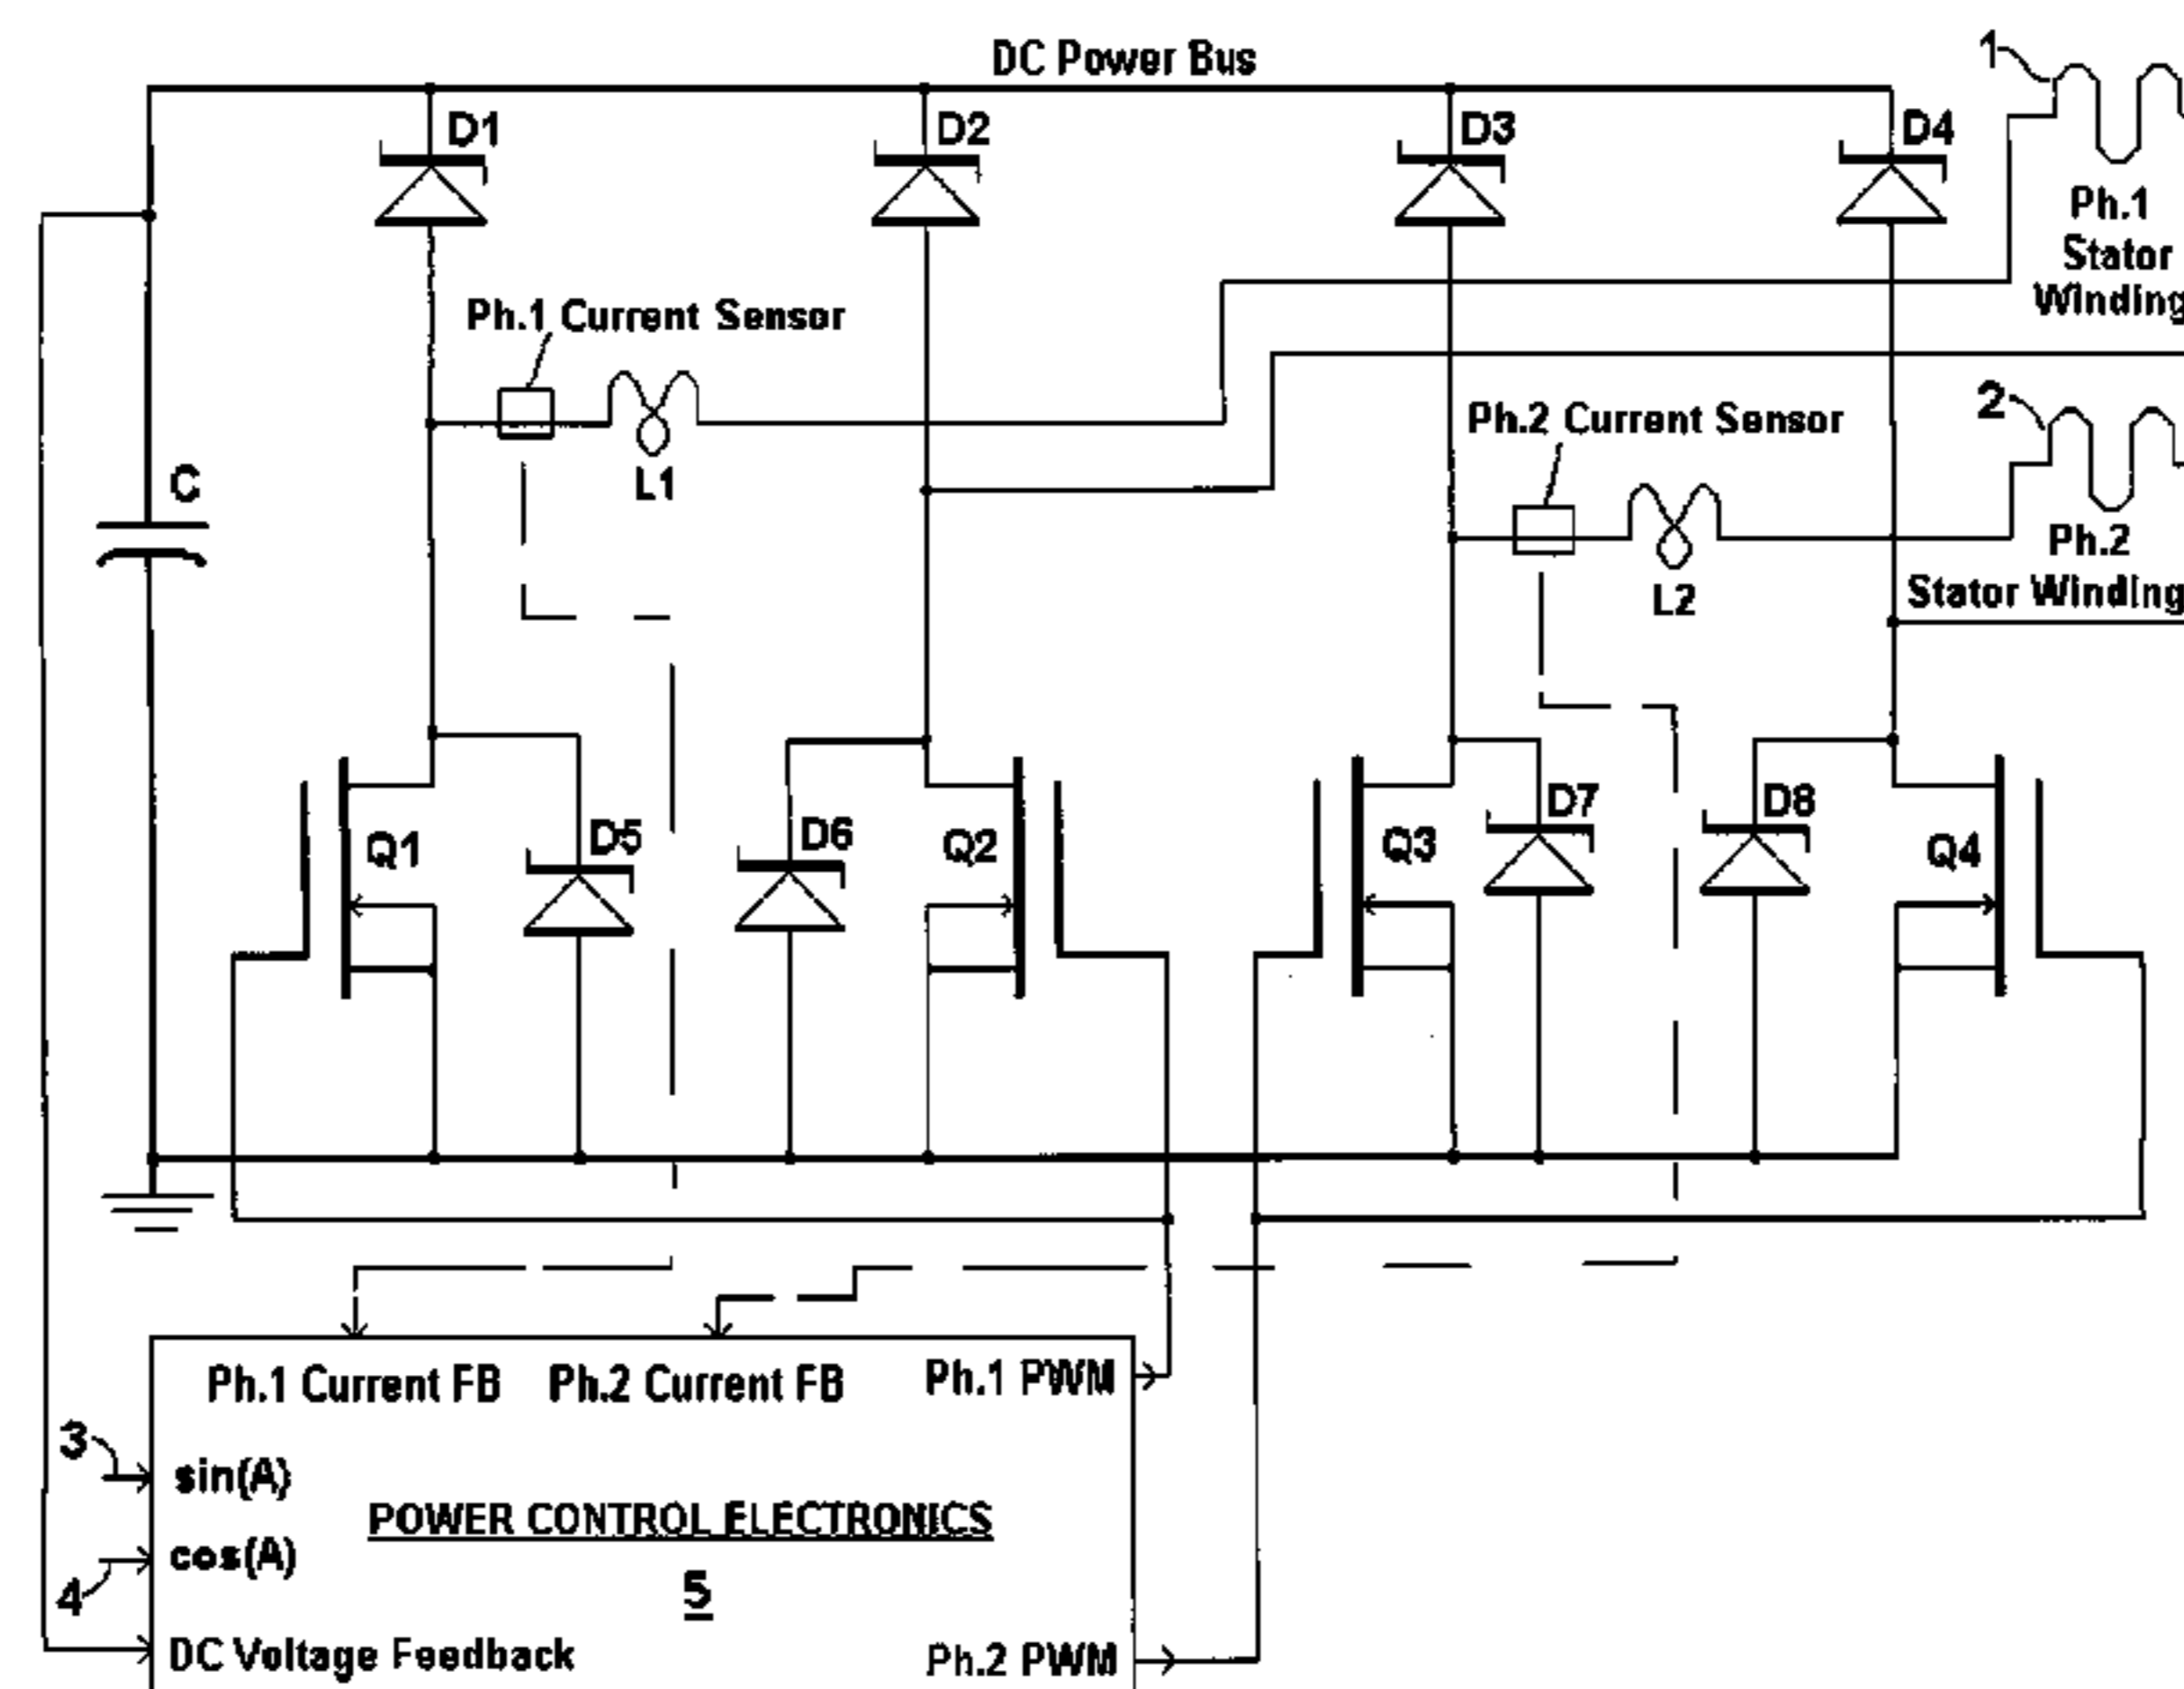 DC Power Bus
1
D1
D2
D3
D4
Ph.1
Stator
Winding
Ph.1 Current Sensor
Ph.2 Current Sensor
2
C
L1
L2
Ph.2
Stator Winding
Q1
D5
D6
Q2
Q3
D7
D8
Q4
Ph.1 Current FB
Ph.2 Current FB
Ph.1 PWM
3
sin(A)
POWER CONTROL ELECTRONICS
cos(A)
4
5
DC Voltage Feedback
Ph.2 PWM